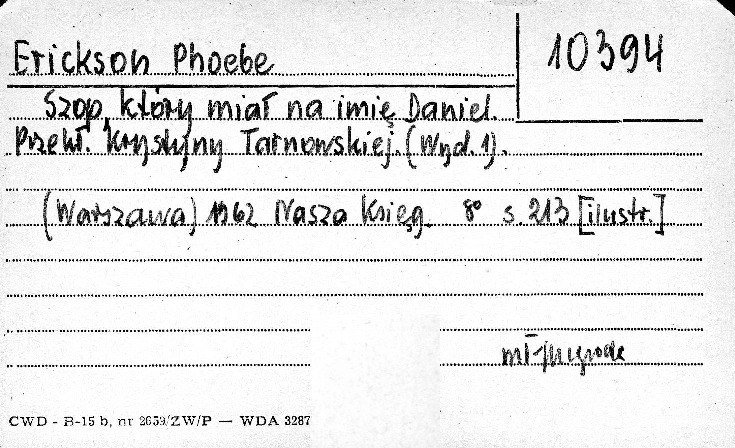 Erickson Phoebe
10394
Szop, który miał na imię Daniel.
Przekł. Krystyny Tarnowskiej. (Wyd. 1).
(Warszawa) 1962 Nasza Księg. 8° s. 213 [ilustr.]
CWD - B-15 b, nr 2659/ZW/P — WDA 3287